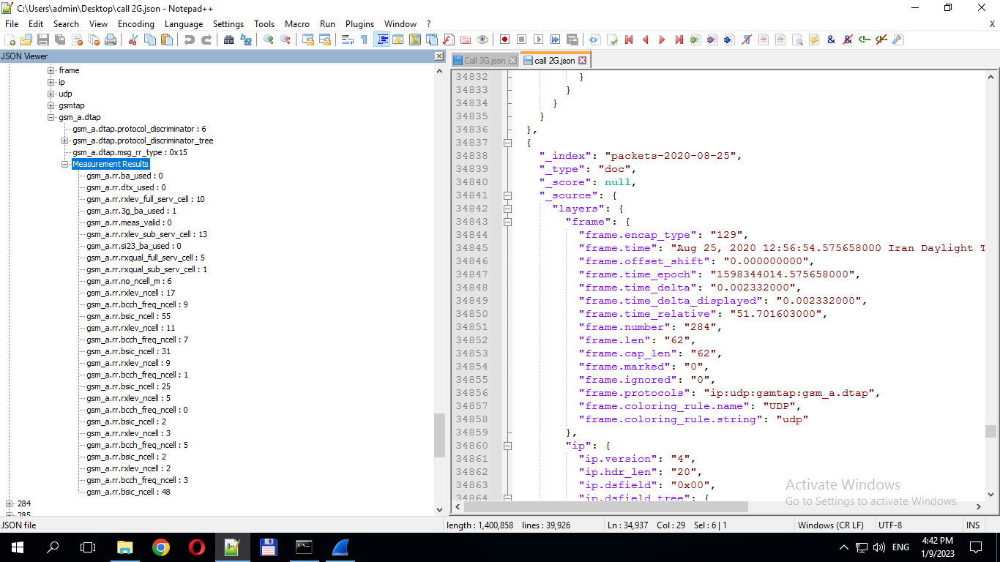 C:\Users\admin\Desktop\call 2G.json - Notepad++
File Edit Search View Encoding Language Settings Tools Macro Run Plugins Window ? X
JSON Viewer
frame
ip
udp
gsmtap
gsm_a.dtap
gsm_a.dtap.protocol_discriminator : 6
gsm_a.dtap.protocol_discriminator_tree
gsm_a.dtap.msg_rr_type : 0x15
Measurement Results
gsm_a.rr.ba_used : 0
gsm_a.rr.dtx_used : 0
gsm_a.rr.rxlev_full_serv_cell : 10
gsm_a.rr.3g_ba_used : 1
gsm_a.rr.meas_valid : 0
gsm_a.rr.rxlev_sub_serv_cell : 13
gsm_a.rr.si23_ba_used : 0
gsm_a.rr.rxqual_full_serv_cell : 5
gsm_a.rr.rxqual_sub_serv_cell : 1
gsm_a.rr.no_ncell_m : 6
gsm_a.rr.rxlev_ncell : 17
gsm_a.rr.bcch_freq_ncell : 9
gsm_a.rr.bsic_ncell : 55
gsm_a.rr.rxlev_ncell : 11
gsm_a.rr.bcch_freq_ncell : 7
gsm_a.rr.bsic_ncell : 31
gsm_a.rr.rxlev_ncell : 9
gsm_a.rr.bcch_freq_ncell : 1
gsm_a.rr.bsic_ncell : 25
gsm_a.rr.rxlev_ncell : 5
gsm_a.rr.bcch_freq_ncell : 0
gsm_a.rr.bsic_ncell : 2
gsm_a.rr.rxlev_ncell : 3
gsm_a.rr.bcch_freq_ncell : 5
gsm_a.rr.bsic_ncell : 2
gsm_a.rr.rxlev_ncell : 2
gsm_a.rr.bcch_freq_ncell : 3
gsm_a.rr.bsic_ncell : 48
284
285
Call 3G.json call 2G.json
34832 }
34833 }
34834 }
34835 }
34836 },
34837 {
34838 "_index": "packets-2020-08-25",
34839 "_type": "doc",
34840 "_score": null,
34841 "_source": {
34842 "layers": {
34843 "frame": {
34844 "frame.encap_type": "129",
34845 "frame.time": "Aug 25, 2020 12:56:54.575658000 Iran Daylight T
34846 "frame.offset_shift": "0.000000000",
34847 "frame.time_epoch": "1598344014.575658000",
34848 "frame.time_delta": "0.002332000",
34849 "frame.time_delta_displayed": "0.002332000",
34850 "frame.time_relative": "51.701603000",
34851 "frame.number": "284",
34852 "frame.len": "62",
34853 "frame.cap_len": "62",
34854 "frame.marked": "0",
34855 "frame.ignored": "0",
34856 "frame.protocols": "ip:udp:gsmtap:gsm_a.dtap",
34857 "frame.coloring_rule.name": "UDP",
34858 "frame.coloring_rule.string": "udp"
34859 },
34860 "ip": {
34861 "ip.version": "4",
34862 "ip.hdr_len": "20",
34863 "ip.dsfield": "0x00",
34864 "ip.dsfield_tree": {
Activate Windows
Go to Settings to activate Windows.
JSON file length : 1,400,858 lines : 39,926 Ln : 34,937 Col : 29 Sel : 6 | 1 Windows (CR LF) UTF-8 INS
ENG 4:42 PM
1/9/2023